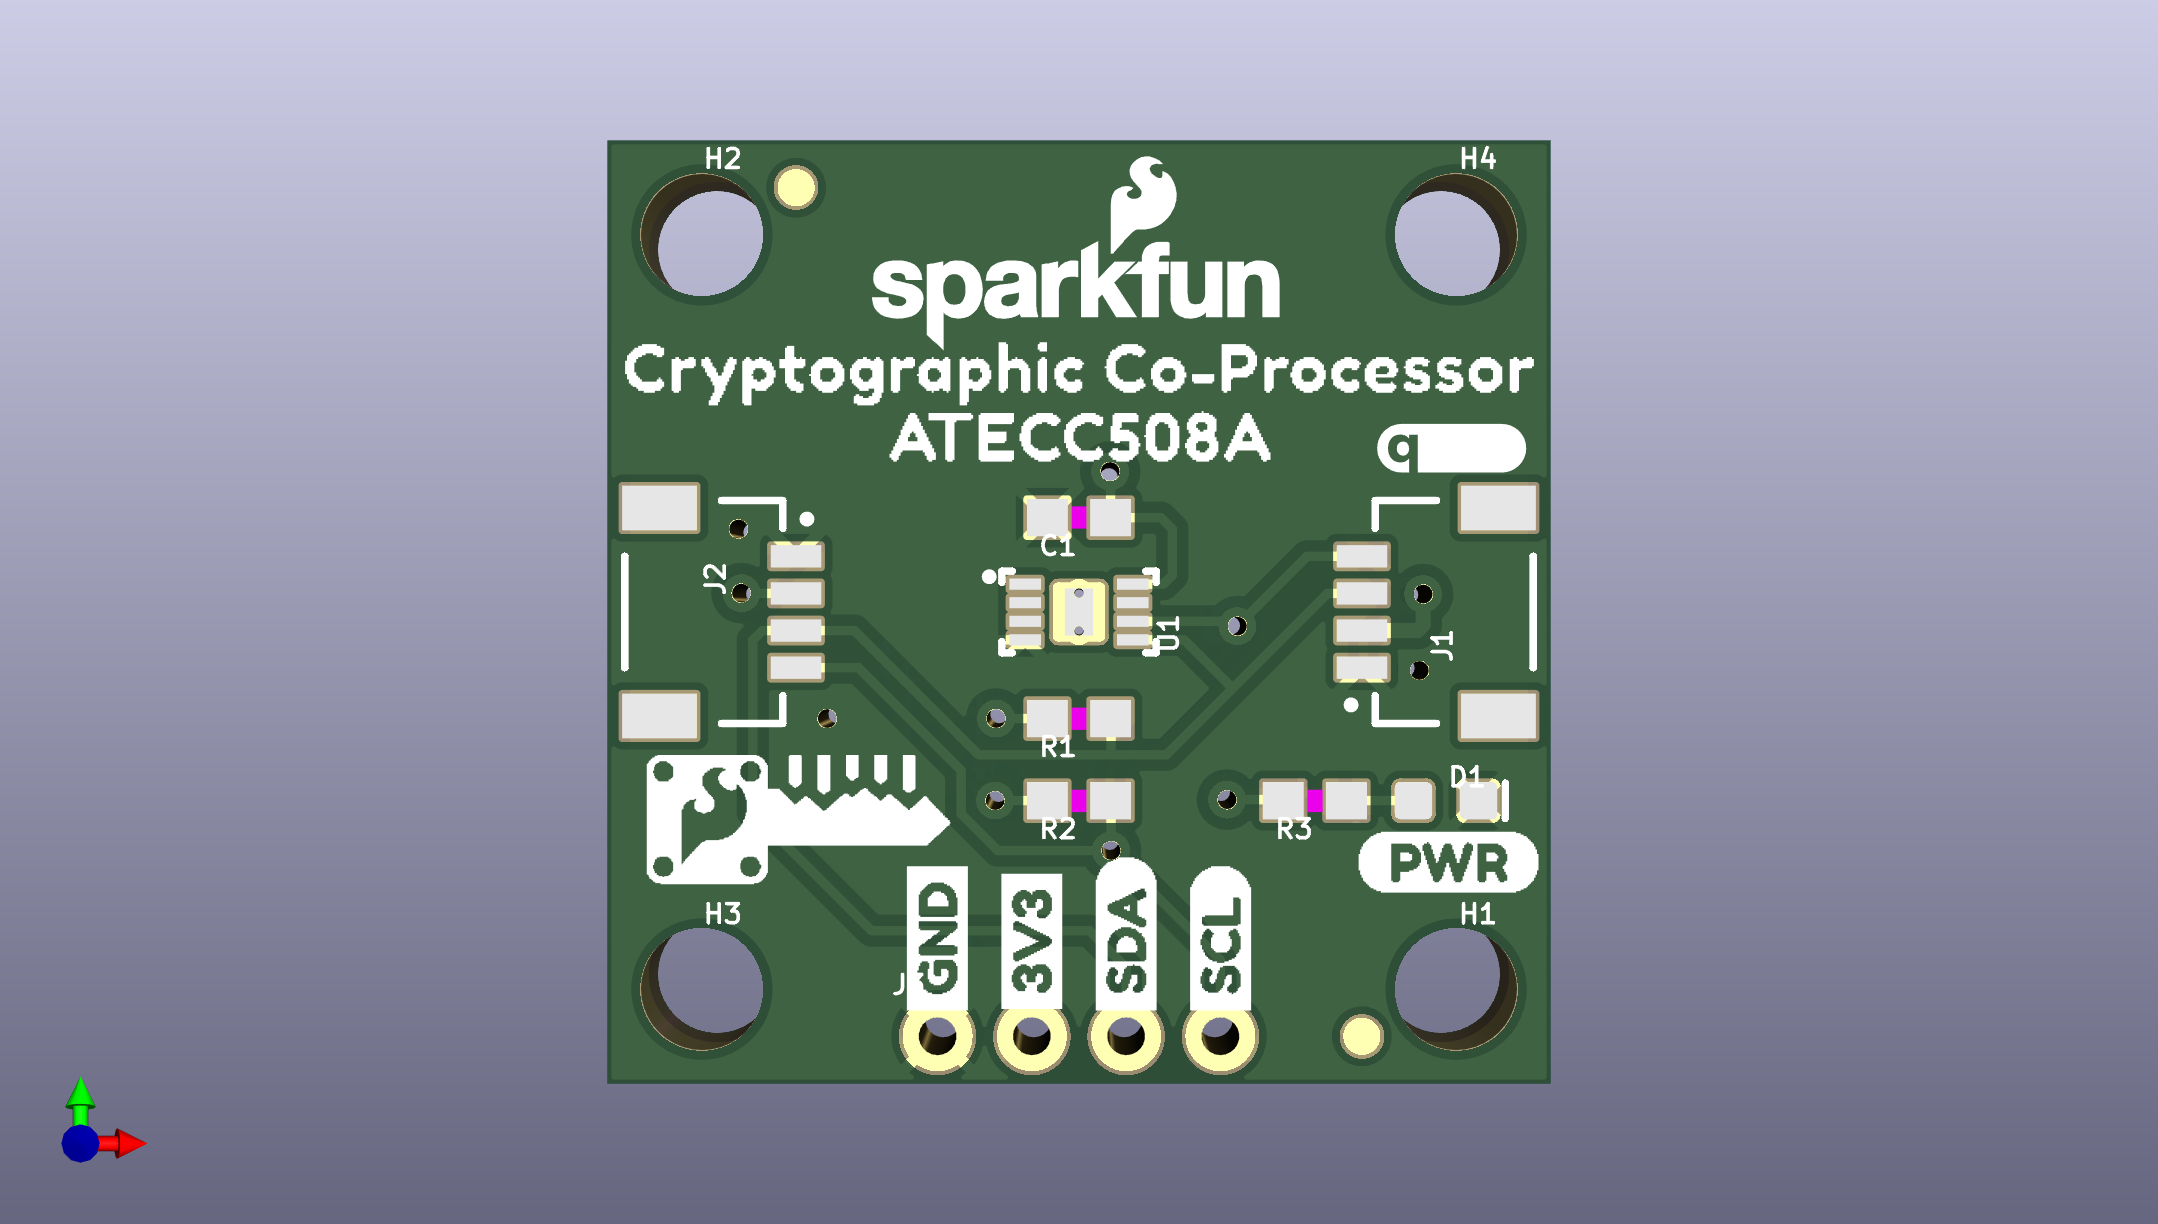 H2
H4
sparkfun
Cryptographic Co-Processor
ATECC508A
q
C1
J2
U1
J1
R1
R2
R3
D1
PWR
H3
H1
J
GND
3V3
SDA
SCL